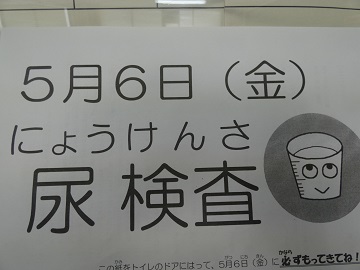 5月6日（金）
にょうけんさ
尿検査
この紙をトイレのドアにはって、5月6日（金）に必ずもってきてね！